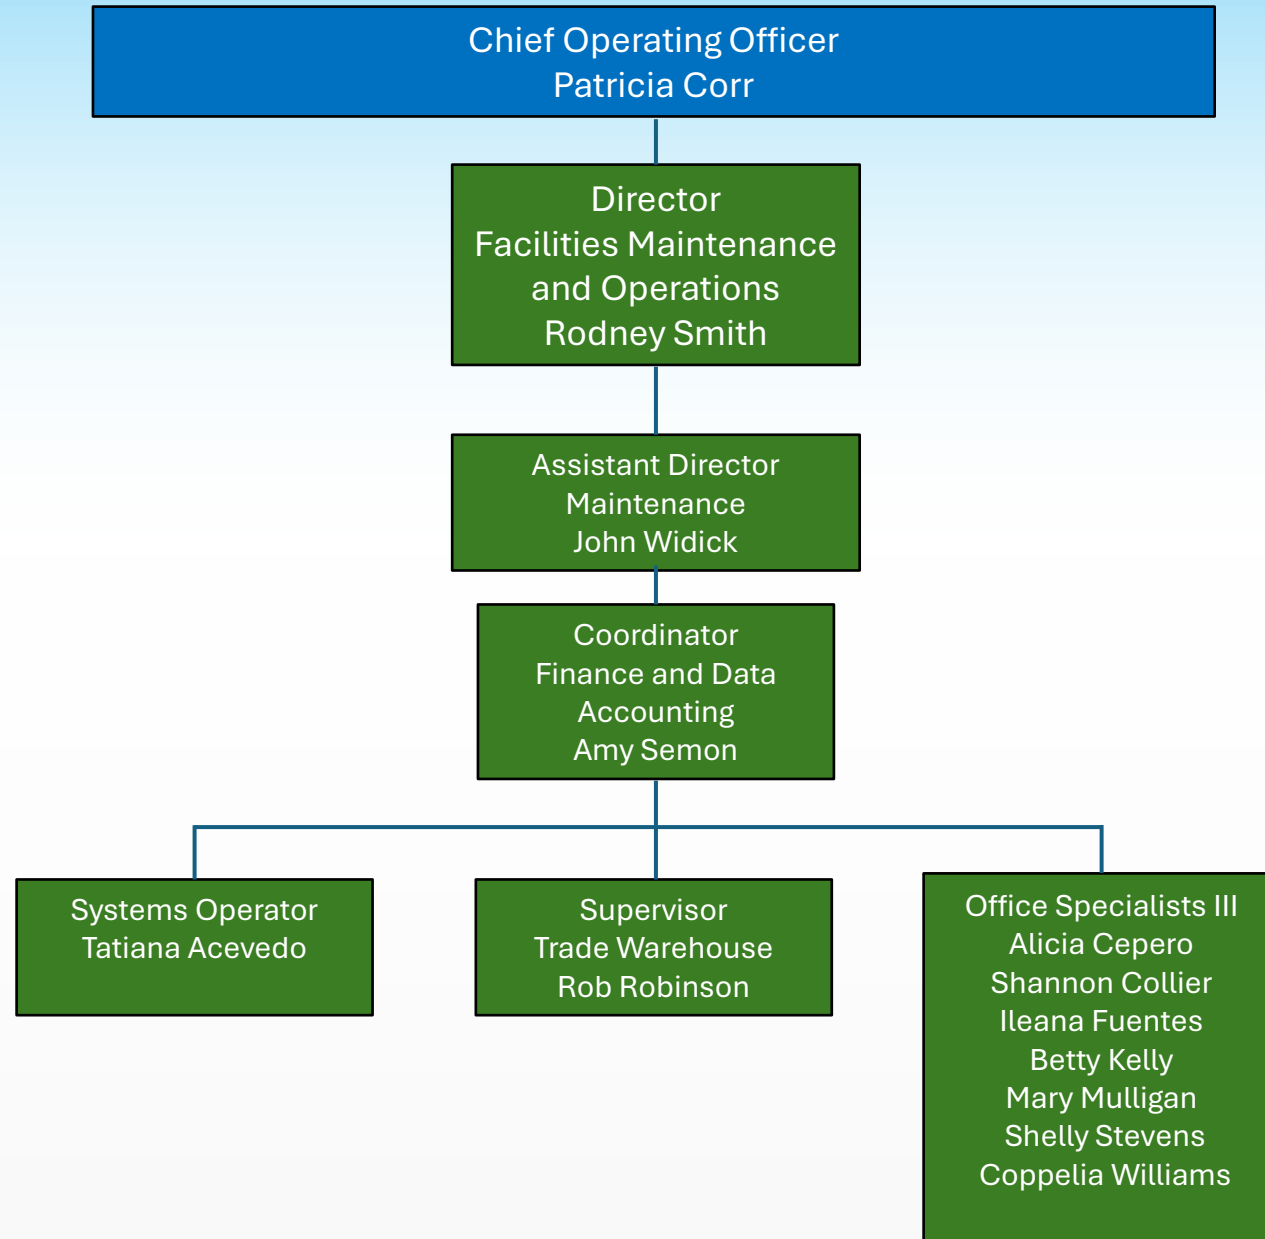 Chief Operating Officer
Patricia Corr
Director
Facilities Maintenance
and Operations
Rodney Smith
Assistant Director
Maintenance
John Widick
Coordinator
Finance and Data
Accounting
Amy Semon
Systems Operator
Tatiana Acevedo
Supervisor
Trade Warehouse
Rob Robinson
Office Specialists III
Alicia Cepero
Shannon Collier
Ileana Fuentes
Betty Kelly
Mary Mulligan
Shelly Stevens
Coppelia Williams